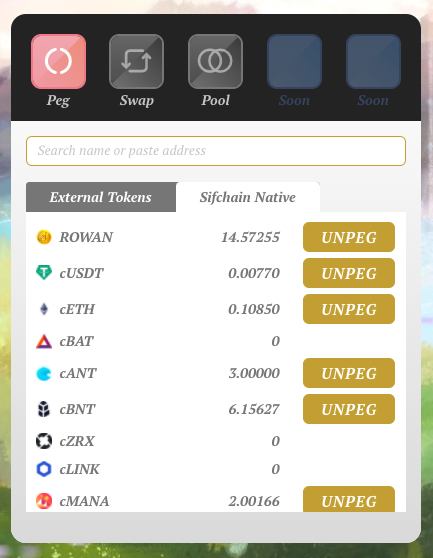 Peg Swap Pool Soon Soon
Search name or paste address
External Tokens Sifchain Native
ROWAN 14.57255 UNPEG
cUSDT 0.00770 UNPEG
cETH 0.10850 UNPEG
cBAT 0
cANT 3.00000 UNPEG
cBNT 6.15627 UNPEG
cZRX 0
cLINK 0
cMANA 2.00166 UNPEG